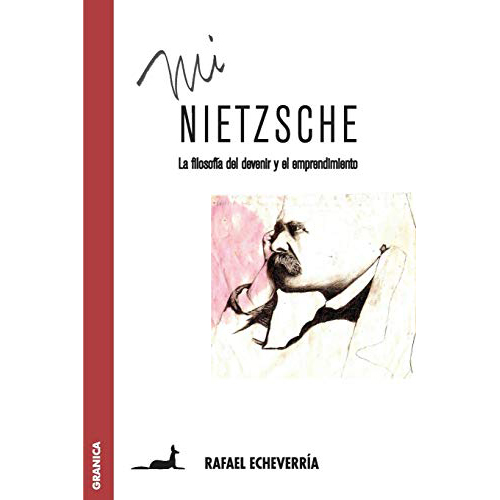 mi
NIETZSCHE
La filosofía del devenir y el emprendimiento
GRANICA
RAFAEL ECHEVERRÍA